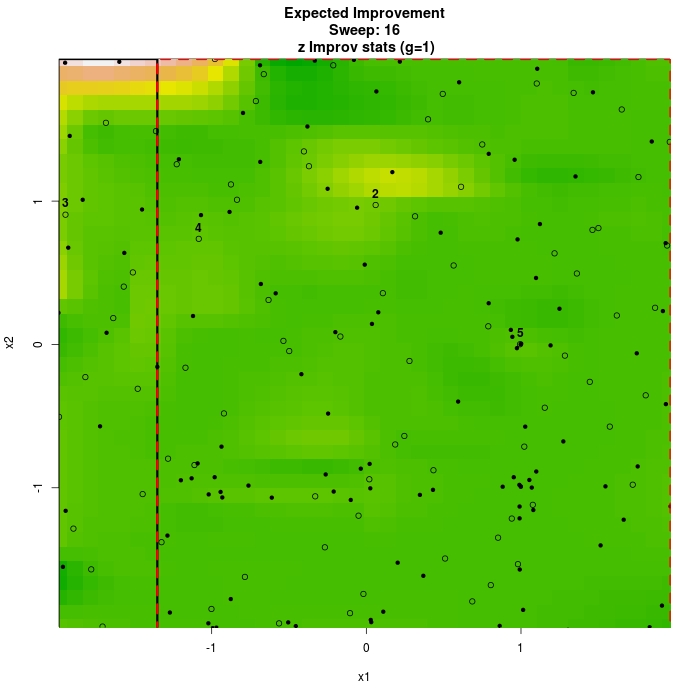 Expected Improvement
Sweep: 16
z Improv stats (g=1)
3
2
1
4
x2
0
5
-1
-1
0
1
x1